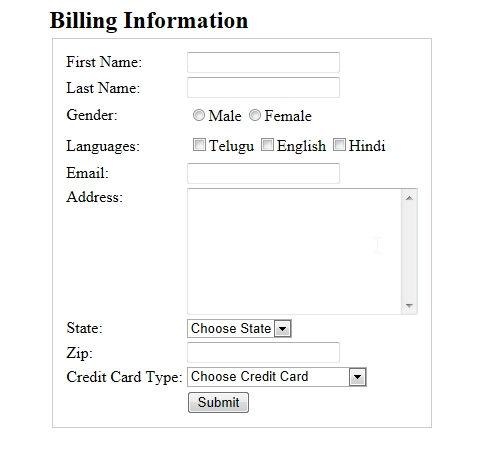 Billing Information
First Name:
Last Name:
Gender: Male Female
Languages: Telugu English Hindi
Email:
Address:
State: Choose State
Zip:
Credit Card Type: Choose Credit Card
Submit